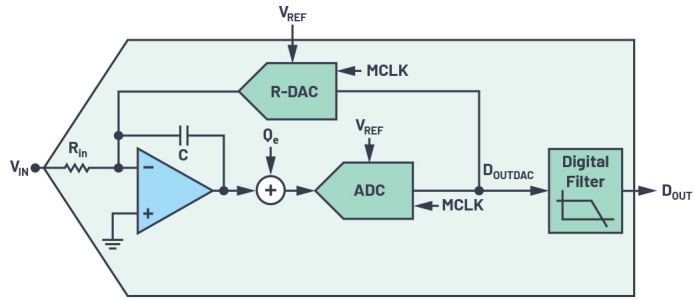 VREF
R-DAC
MCLK
Rin
C
Qe
VREF
VIN
−
+
+
ADC
DOUTDAC
MCLK
Digital
Filter
DOUT